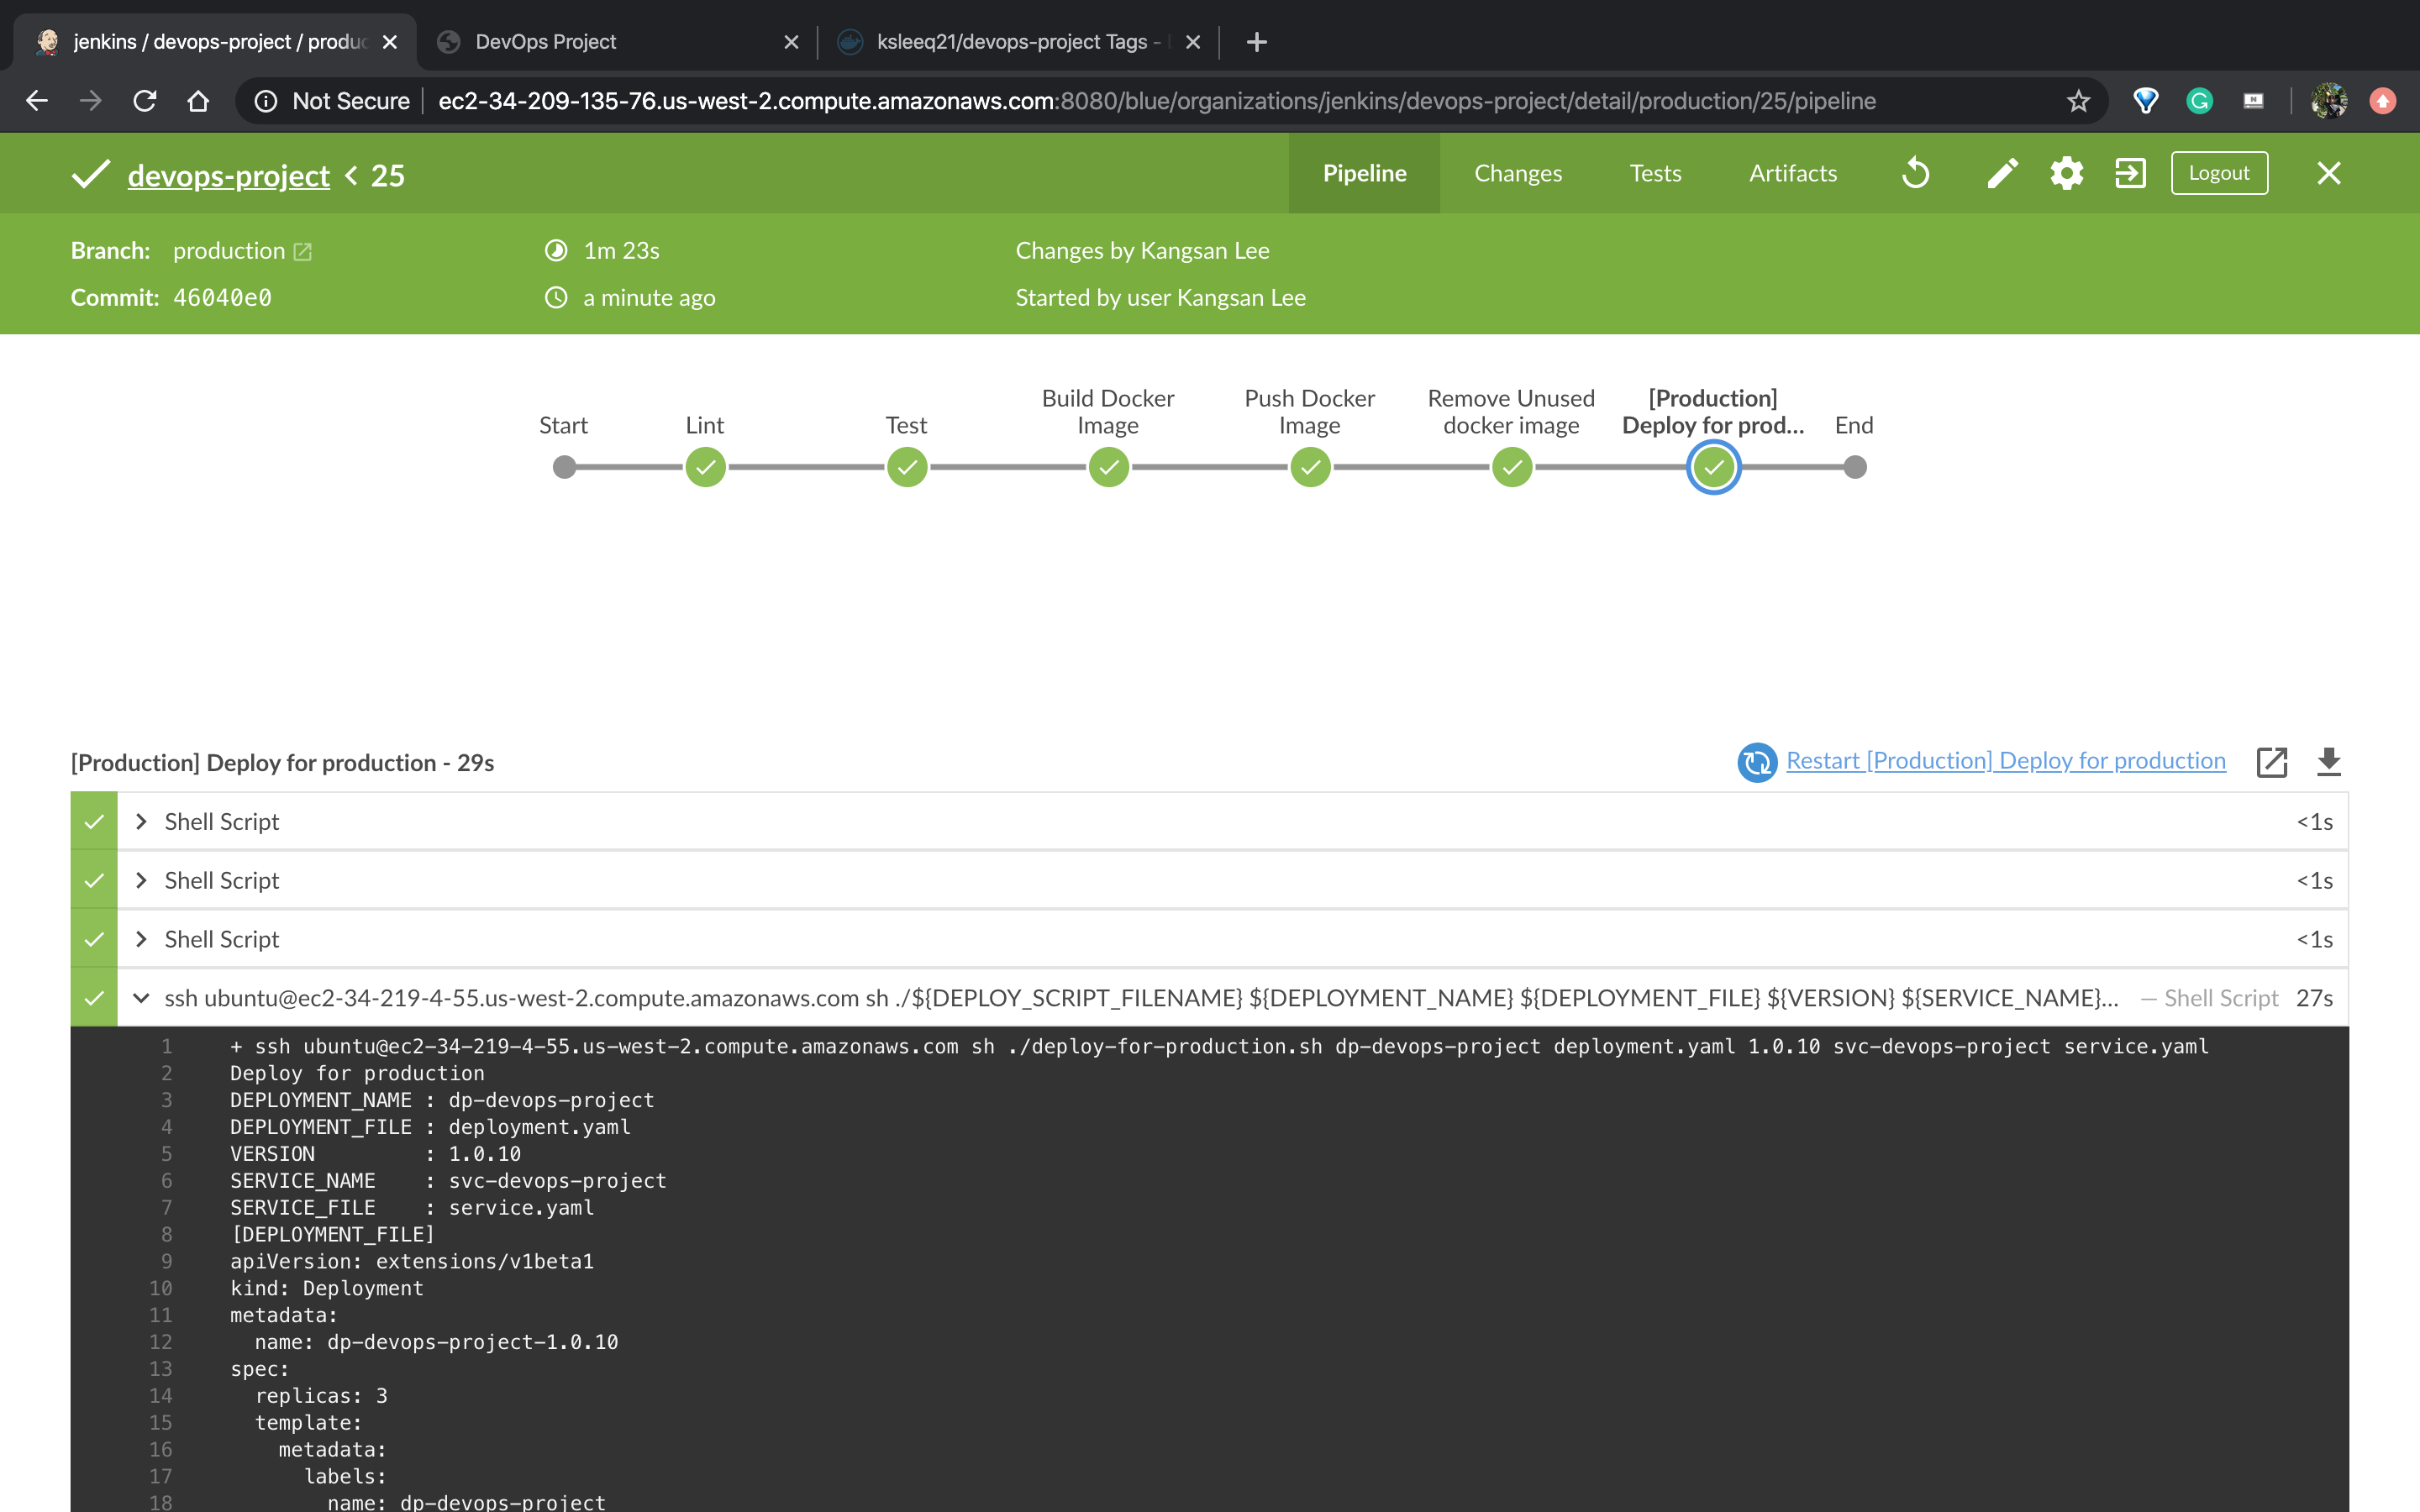 jenkins / devops-project / produc
DevOps Project
ksleeq21/devops-project Tags -
Not Secure
ec2-34-209-135-76.us-west-2.compute.amazonaws.com:8080/blue/organizations/jenkins/devops-project/detail/production/25/pipeline
devops-project < 25
Pipeline
Changes
Tests
Artifacts
Logout
Branch: production
1m 23s
Changes by Kangsan Lee
Commit: 46040e0
a minute ago
Started by user Kangsan Lee
Start
Lint
Test
Build Docker
Image
Push Docker
Image
Remove Unused
docker image
[Production]
Deploy for prod...
End
[Production] Deploy for production - 29s
Restart [Production] Deploy for production
Shell Script <1s
Shell Script <1s
Shell Script <1s
ssh ubuntu@ec2-34-219-4-55.us-west-2.compute.amazonaws.com sh ./${DEPLOY_SCRIPT_FILENAME} ${DEPLOYMENT_NAME} ${DEPLOYMENT_FILE} ${VERSION} ${SERVICE_NAME}... — Shell Script 27s
1 + ssh ubuntu@ec2-34-219-4-55.us-west-2.compute.amazonaws.com sh ./deploy-for-production.sh dp-devops-project deployment.yaml 1.0.10 svc-devops-project service.yaml
2 Deploy for production
3 DEPLOYMENT_NAME : dp-devops-project
4 DEPLOYMENT_FILE : deployment.yaml
5 VERSION : 1.0.10
6 SERVICE_NAME : svc-devops-project
7 SERVICE_FILE : service.yaml
8 [DEPLOYMENT_FILE]
9 apiVersion: extensions/v1beta1
10 kind: Deployment
11 metadata:
12 name: dp-devops-project-1.0.10
13 spec:
14 replicas: 3
15 template:
16 metadata:
17 labels:
18 name: dp-devops-project